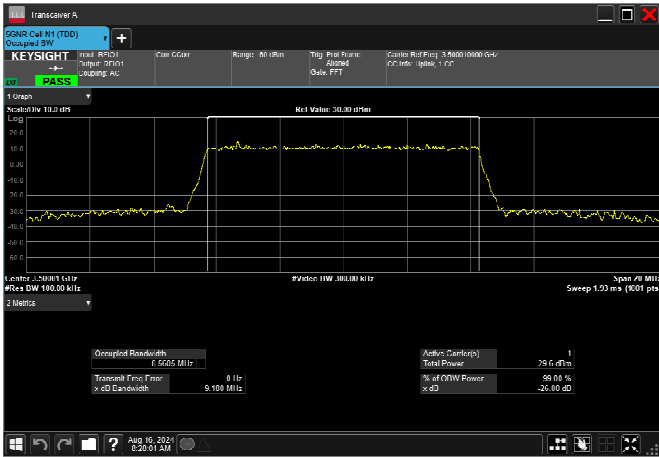 Transceiver A
5GNR Cell N1 (TDD)
Occupied BW
+
KEYSIGHT
PASS
Input: RFIO1
Output: RFIO1
Coupling: AC
Corr CCorr
Range: 60 dBm
Trig: Prot Frame
Aligned
Gate: FFT
Carrier Ref Freq: 3.500010000 GHz
CC Info: Uplink, 1 CC
1 Graph
Scale/Div 10.0 dB
Ref Value 30.00 dBm
Log
20.0
10.0
0.00
-10.0
-20.0
-30.0
-40.0
-50.0
-60.0
Center 3.50001 GHz
#Video BW 300.00 kHz
Span 20 MHz
#Res BW 100.00 kHz
Sweep 1.93 ms (1001 pts
2 Metrics
Occupied Bandwidth
8.5605 MHz
Transmit Freq Error 0 Hz
x dB Bandwidth 9.180 MHz
Active Carrier(s) 1
Total Power 29.6 dBm
% of OBW Power 99.00 %
x dB -26.00 dB
?
Aug 16, 2024
8:20:01 AM